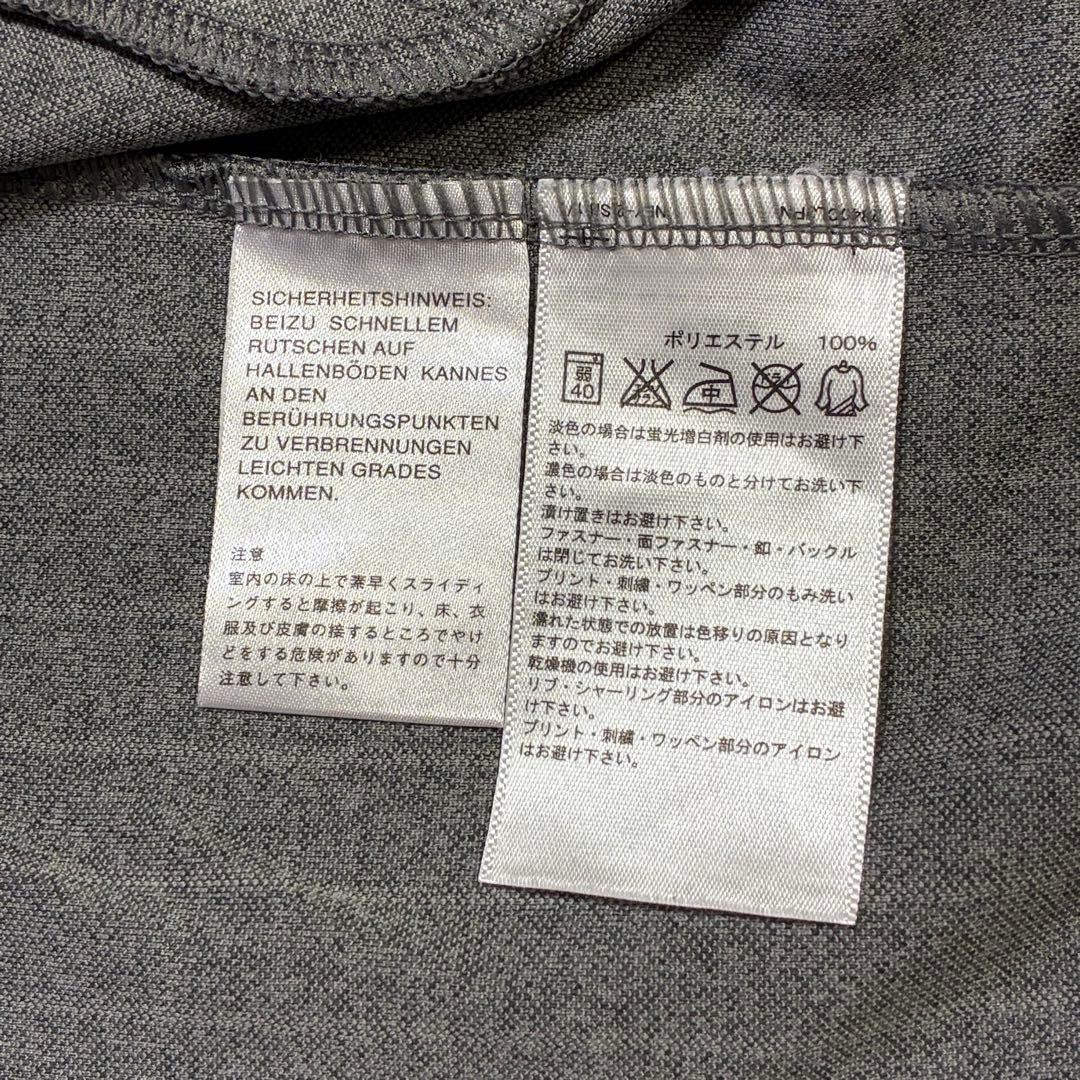 SICHERHEITSHINWEIS:
BEIZU SCHNELLEM
RUTSCHEN AUF
HALLENBÖDEN KANNES
AN DEN
BERÜHRUNGSPUNKTEN
ZU VERBRENNUNGEN
LEICHTEN GRADES
KOMMEN.
注意
室内の床の上で素早くスライディ
ングすると摩擦が起こり、床、衣
服及び皮膚の接するところでやけ
どをする危険がありますので十分
注意して下さい。
ポリエステル 100%
弱
40
中
淡色の場合は蛍光増白剤の使用はお避け下
さい。
濃色の場合は淡色のものと分けてお洗い下
さい。
漬け置きはお避け下さい。
ファスナー・面ファスナー・釦・バックル
は閉じてお洗い下さい。
プリント・刺繍・ワッペン部分のもみ洗い
はお避け下さい。
濡れた状態での放置は色移りの原因となり
ますのでお避け下さい。
乾燥機の使用はお避け下さい。
リブ・シャーリング部分のアイロンはお避
け下さい。
プリント・刺繍・ワッペン部分のアイロン
はお避け下さい。